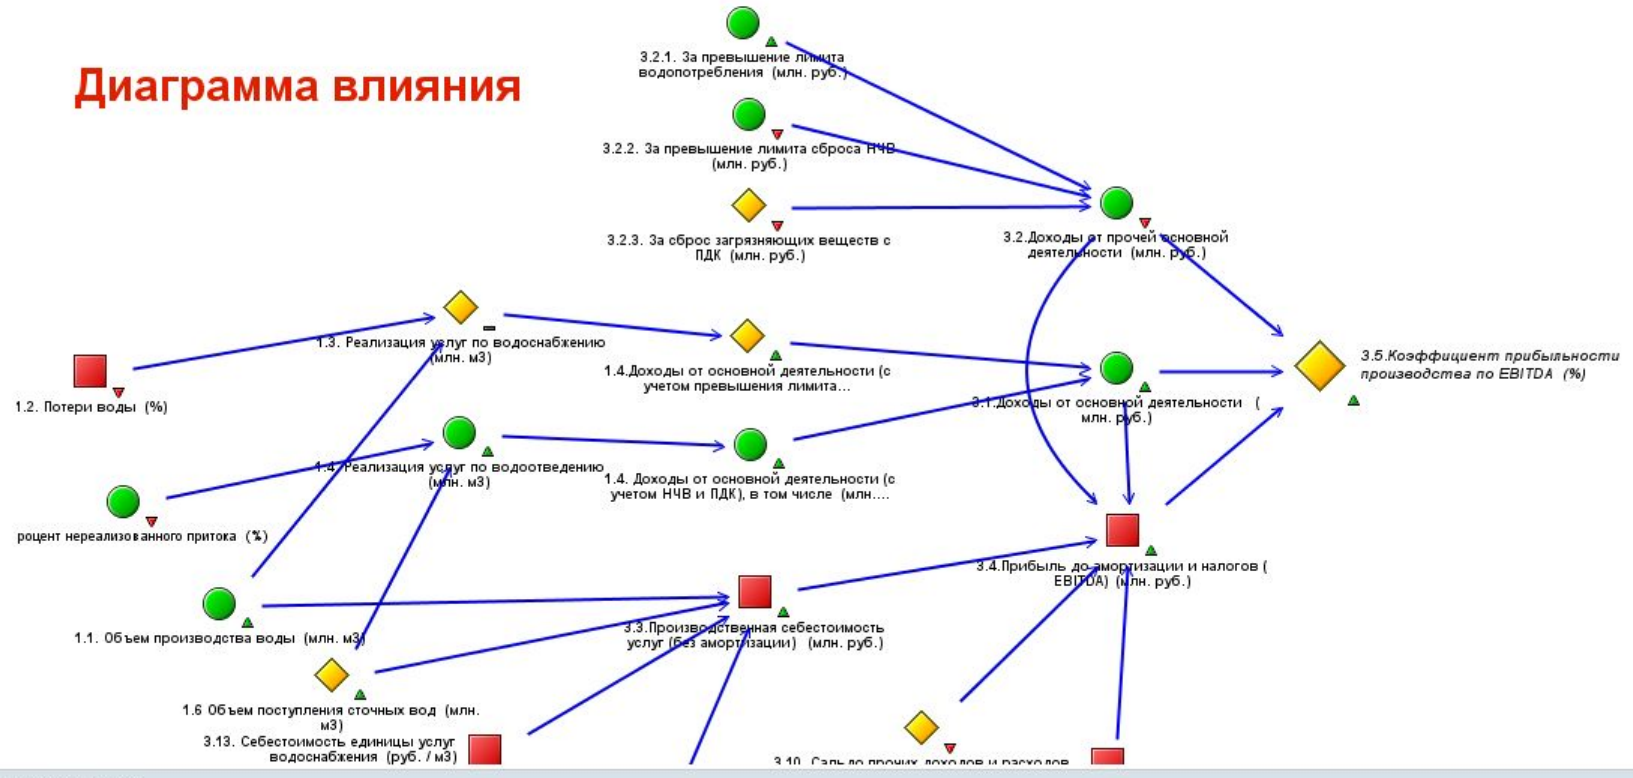 Диаграмма влияния
3.2.1. За превышение лимита
водопотребления (млн. руб.)
3.2.2. За превышение лимита сброса НЧВ
(млн. руб.)
3.2.3. За сброс загрязняющих веществ с
ПДК (млн. руб.)
3.2.Доходы от прочей основной
деятельности (млн. руб.)
1.3. Реализация услуг по водоснабжению
(млн. м3)
1.2. Потери воды (%)
1.4.Доходы от основной деятельности (с
учетом превышения лимита...
3.1.Доходы от основной деятельности (
млн. руб.)
3.5.Коэффициент прибыльности
производства по EBITDA (%)
1.4. Реализация услуг по водоотведению
(млн. м3)
1.4. Доходы от основной деятельности (с
учетом НЧВ и ПДК), в том числе (млн....
роцент нереализованного притока (%)
3.4.Прибыль до амортизации и налогов (
EBITDA) (млн. руб.)
1.1. Объем производства воды (млн. м3)
3.3.Производственная себестоимость
услуг (без амортизации) (млн. руб.)
1.6 Объем поступления сточных вод (млн.
м3)
3.13. Себестоимость единицы услуг
водоснабжения (руб. / м3)
3.10. Сальдо прочих доходов и расходов